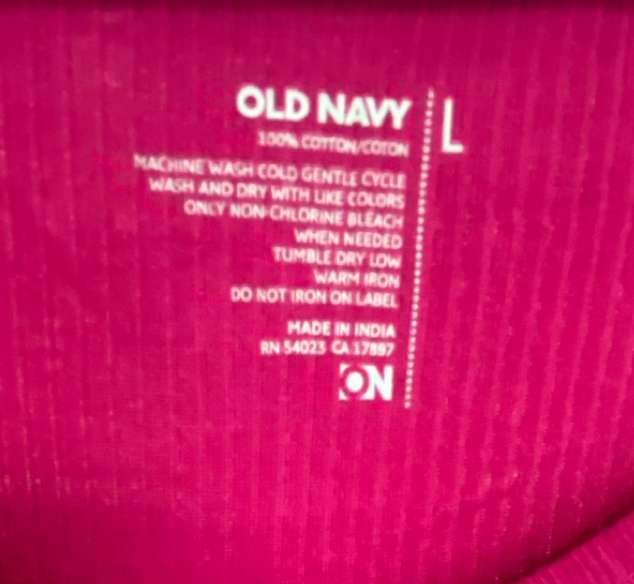 OLD NAVY
L
100% COTTON/COTON
MACHINE WASH COLD GENTLE CYCLE
WASH AND DRY WITH LIKE COLORS
ONLY NON-CHLORINE BLEACH
WHEN NEEDED
TUMBLE DRY LOW
WARM IRON
DO NOT IRON ON LABEL
MADE IN INDIA
RN 54023 CA 17897
ON